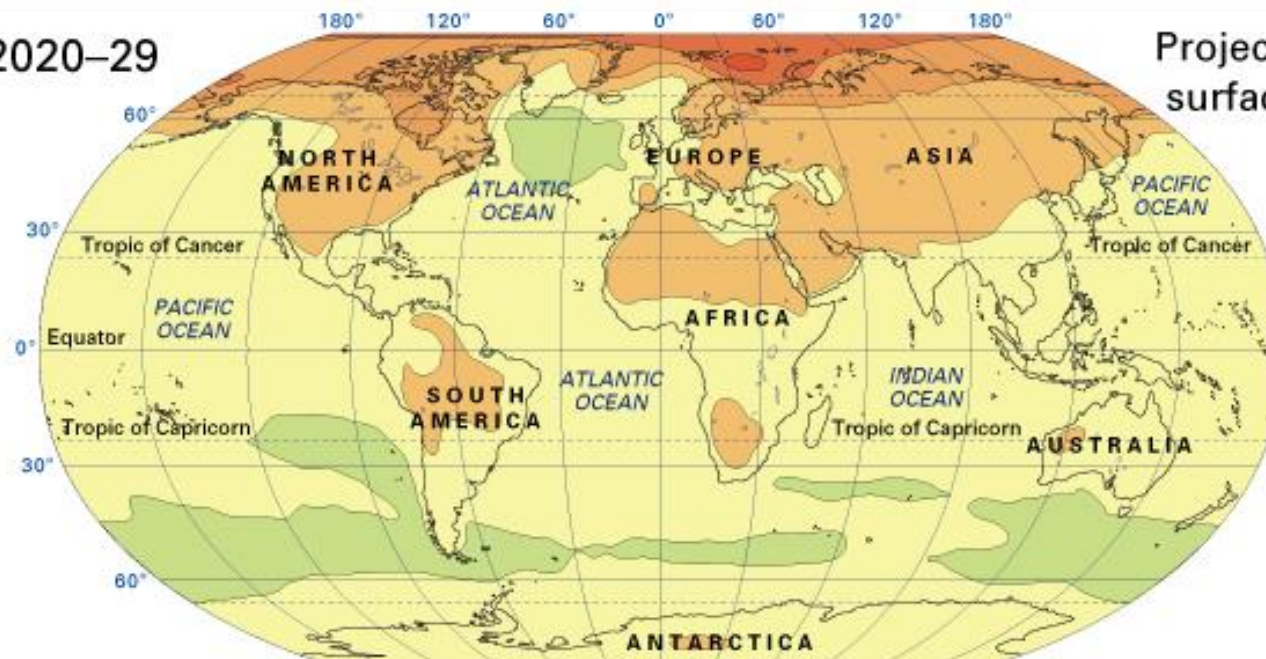 2020–29
Projec
surfac
180° 120° 60° 0° 60° 120° 180°
60°
NORTH
AMERICA
EUROPE
ASIA
ATLANTIC
OCEAN
PACIFIC
OCEAN
30°
Tropic of Cancer
Tropic of Cancer
PACIFIC
OCEAN
AFRICA
Equator
0°
ATLANTIC
OCEAN
INDIAN
OCEAN
SOUTH
AMERICA
Tropic of Capricorn
Tropic of Capricorn
AUSTRALIA
30°
60°
ANTARCTICA